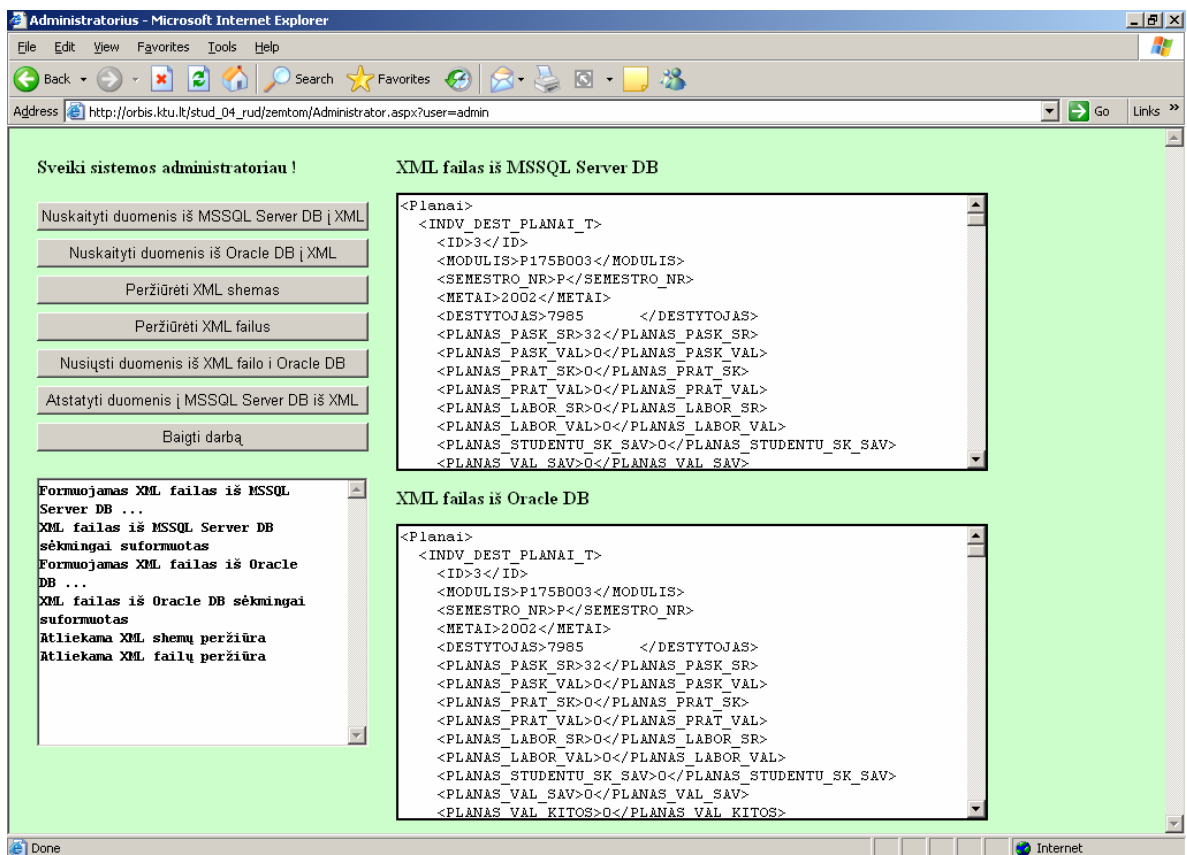 Administratorius - Microsoft Internet Explorer
File Edit View Favorites Tools Help
Back Search Favorites
Address http://orbis.ktu.lt/stud_04_rud/zemtom/Administrator.aspx?user=admin Go Links »
Sveiki sistemos administratoriau !
Nuskaityti duomenis iš MSSQL Server DB į XML
Nuskaityti duomenis iš Oracle DB į XML
Peržiūrėti XML shemas
Peržiūrėti XML failus
Nusiųsti duomenis iš XML failo i Oracle DB
Atstatyti duomenis į MSSQL Server DB iš XML
Baigti darbą
Formuojamas XML failas iš MSSQL
Server DB ...
XML failas iš MSSQL Server DB
sėkmingai suformuotas
Formuojamas XML failas iš Oracle
DB ...
XML failas iš Oracle DB sėkmingai
suformuotas
Atliekama XML shemų peržiūra
Atliekama XML failų peržiūra
XML failas iš MSSQL Server DB
<Planai>
<INDV_DEST_PLANAI_T>
<ID>3</ID>
<MODULIS>P175B003</MODULIS>
<SEMESTRO_NR>P</SEMESTRO_NR>
<METAI>2002</METAI>
<DESTYTOJAS>7985      </DESTYTOJAS>
<PLANAS_PASK_SR>32</PLANAS_PASK_SR>
<PLANAS_PASK_VAL>0</PLANAS_PASK_VAL>
<PLANAS_PRAT_SK>0</PLANAS_PRAT_SK>
<PLANAS_PRAT_VAL>0</PLANAS_PRAT_VAL>
<PLANAS_LABOR_SR>0</PLANAS_LABOR_SR>
<PLANAS_LABOR_VAL>0</PLANAS_LABOR_VAL>
<PLANAS_STUDENTU_SK_SAV>0</PLANAS_STUDENTU_SK_SAV>
<PLANAS_VAL_SAV>0</PLANAS_VAL_SAV>
XML failas iš Oracle DB
<Planai>
<INDV_DEST_PLANAI_T>
<ID>3</ID>
<MODULIS>P175B003</MODULIS>
<SEMESTRO_NR>P</SEMESTRO_NR>
<METAI>2002</METAI>
<DESTYTOJAS>7985      </DESTYTOJAS>
<PLANAS_PASK_SR>32</PLANAS_PASK_SR>
<PLANAS_PASK_VAL>0</PLANAS_PASK_VAL>
<PLANAS_PRAT_SK>0</PLANAS_PRAT_SK>
<PLANAS_PRAT_VAL>0</PLANAS_PRAT_VAL>
<PLANAS_LABOR_SR>0</PLANAS_LABOR_SR>
<PLANAS_LABOR_VAL>0</PLANAS_LABOR_VAL>
<PLANAS_STUDENTU_SK_SAV>0</PLANAS_STUDENTU_SK_SAV>
<PLANAS_VAL_SAV>0</PLANAS_VAL_SAV>
<PLANAS_VAL_KITOS>0</PLANAS_VAL_KITOS>
Done Internet